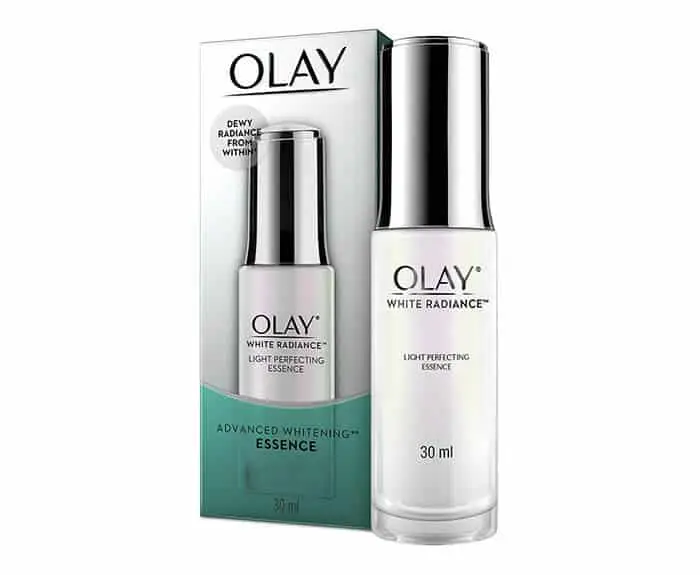 OLAY
DEWY
RADIANCE
FROM
WITHIN*
OLAY®
WHITE RADIANCE™
LIGHT PERFECTING
ESSENCE
ADVANCED WHITENING**
ESSENCE
30 ml
OLAY®
WHITE RADIANCE™
LIGHT PERFECTING
ESSENCE
30 ml